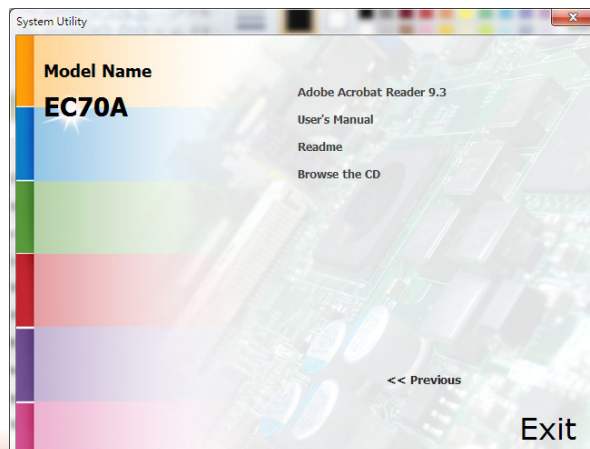 System Utility
Model Name
EC70A
Adobe Acrobat Reader 9.3
User's Manual
Readme
Browse the CD
<< Previous
Exit